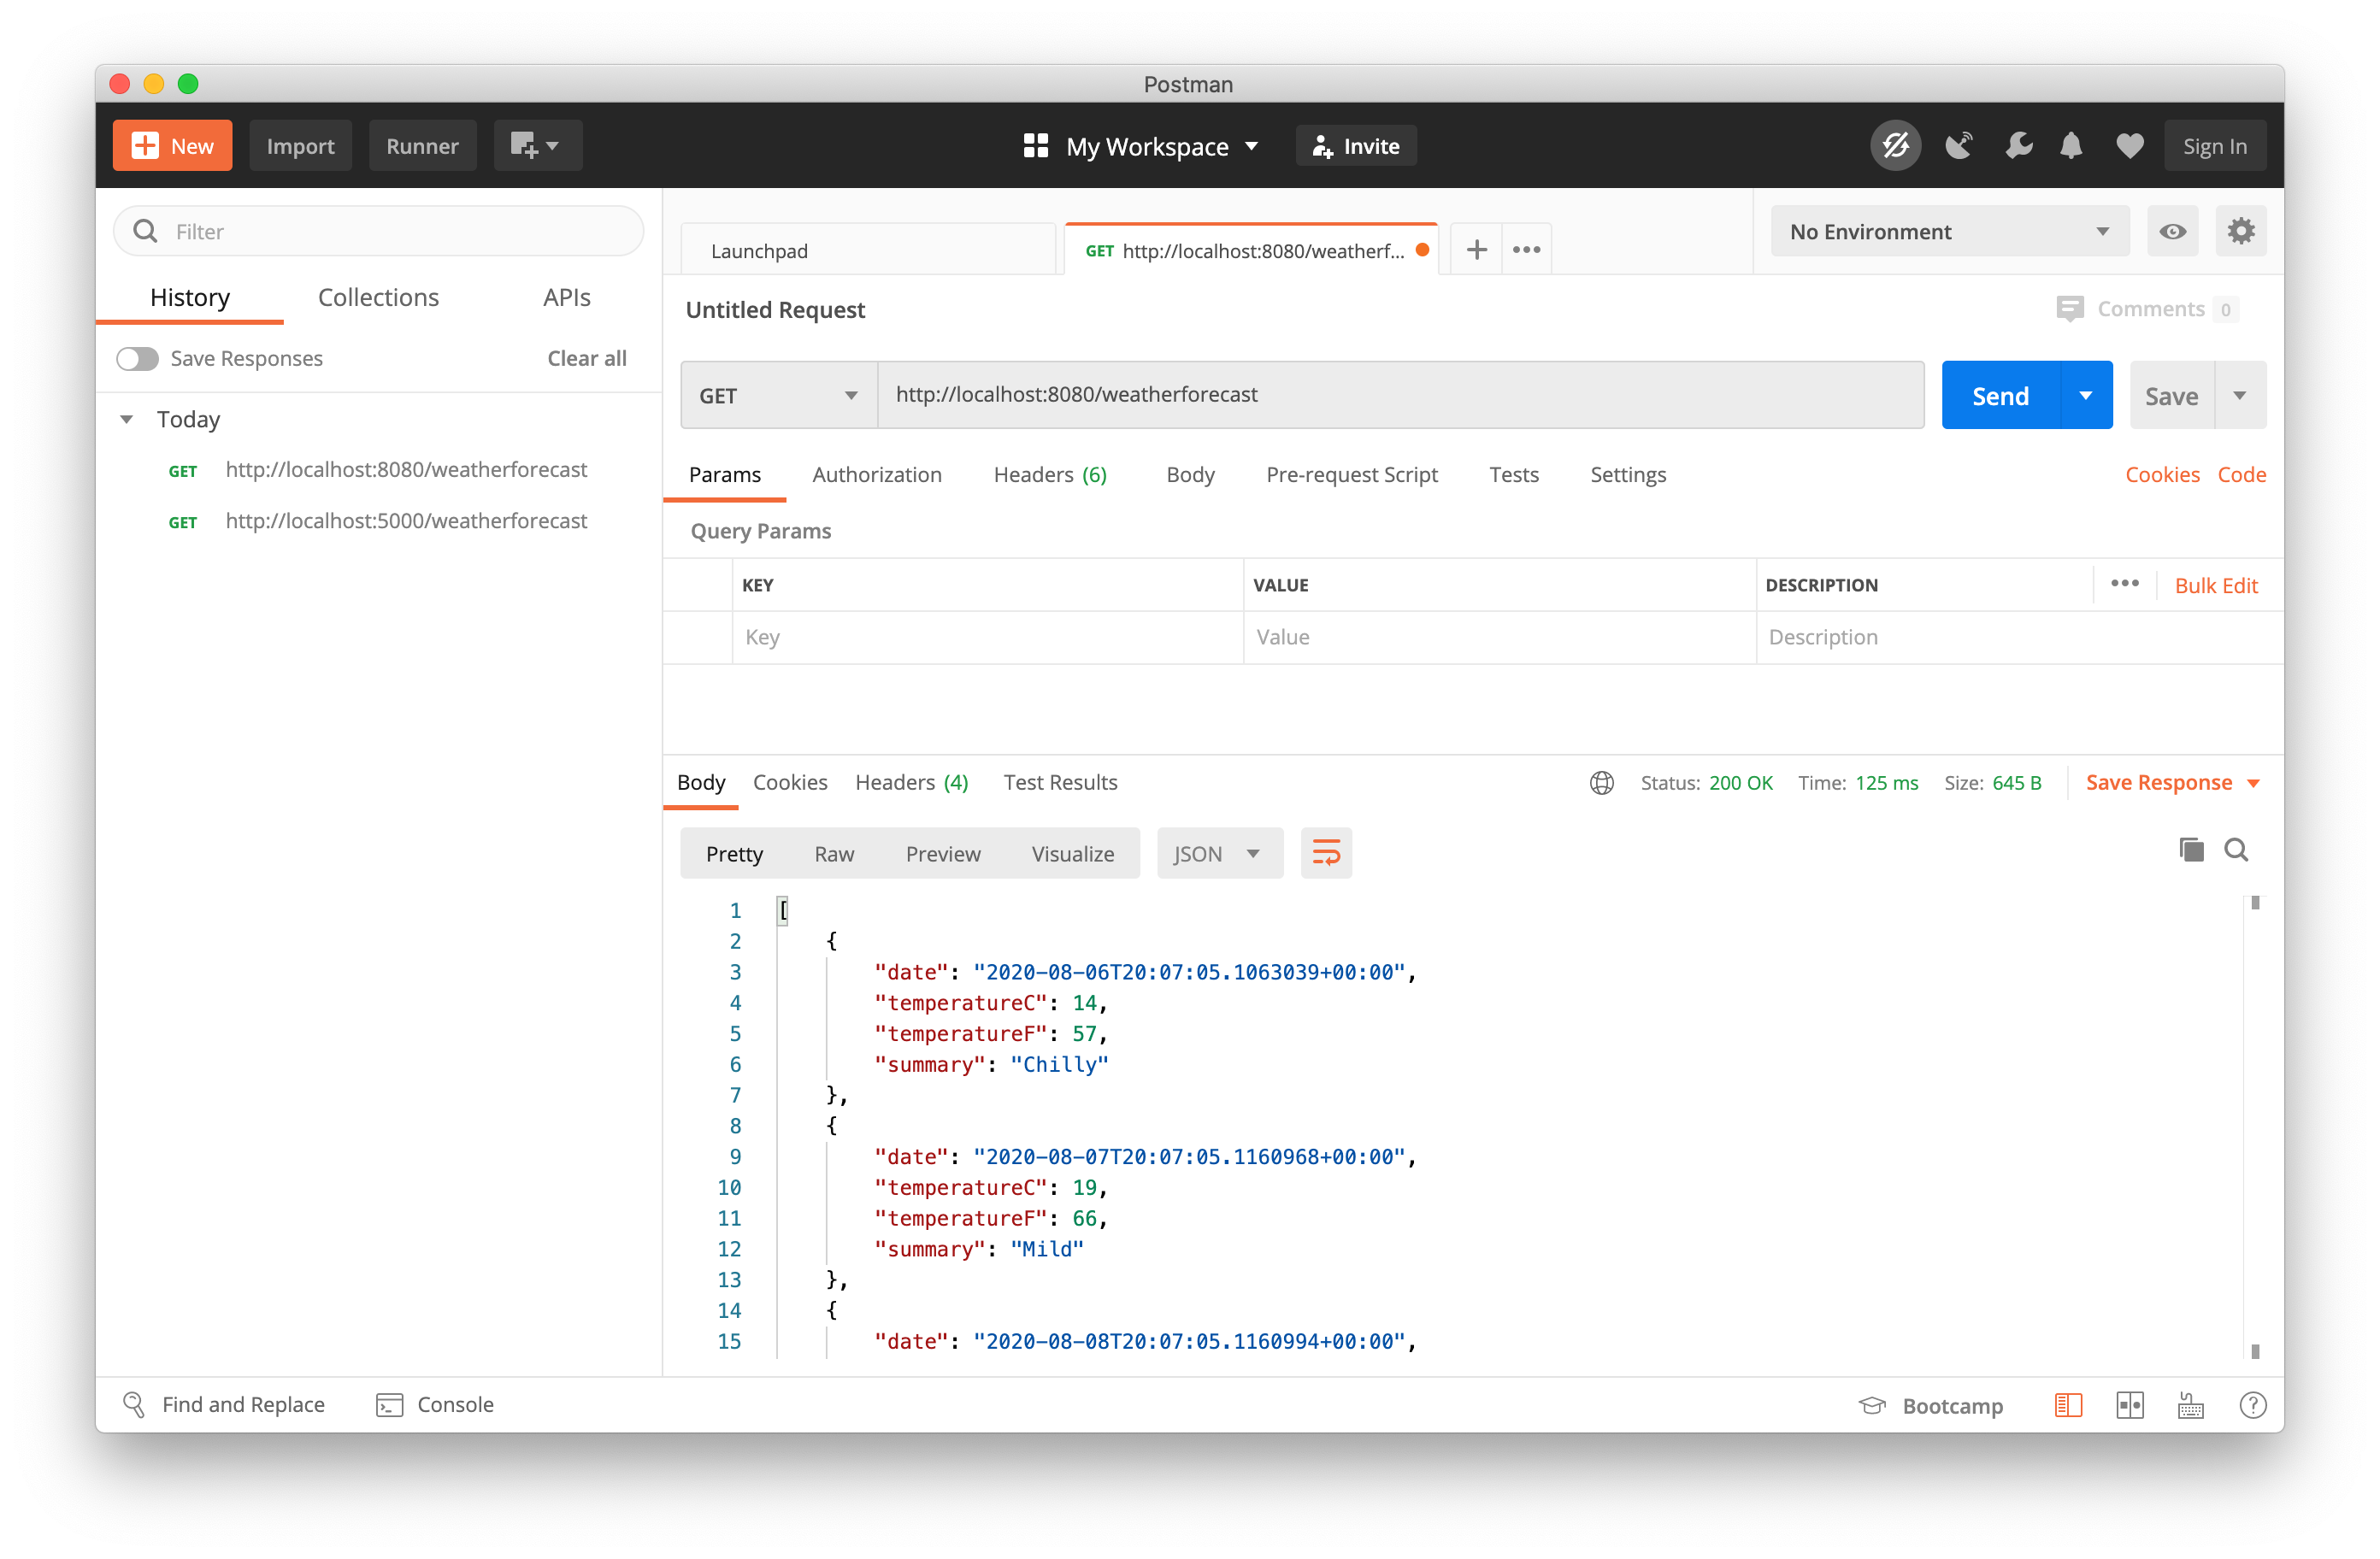 Postman
New Import Runner My Workspace Invite Sign In
Filter
History Collections APIs
Save Responses Clear all
Today
GET http://localhost:8080/weatherforecast
GET http://localhost:5000/weatherforecast
Launchpad GET http://localhost:8080/weatherf... No Environment
Untitled Request Comments 0
GET http://localhost:8080/weatherforecast Send Save
Params Authorization Headers (6) Body Pre-request Script Tests Settings Cookies Code
Query Params
KEY VALUE DESCRIPTION Bulk Edit
Key Value Description
Body Cookies Headers (4) Test Results Status: 200 OK Time: 125 ms Size: 645 B Save Response
Pretty Raw Preview Visualize JSON
1 [
2 {
3 "date": "2020-08-06T20:07:05.1063039+00:00",
4 "temperatureC": 14,
5 "temperatureF": 57,
6 "summary": "Chilly"
7 },
8 {
9 "date": "2020-08-07T20:07:05.1160968+00:00",
10 "temperatureC": 19,
11 "temperatureF": 66,
12 "summary": "Mild"
13 },
14 {
15 "date": "2020-08-08T20:07:05.1160994+00:00",
Find and Replace Console Bootcamp